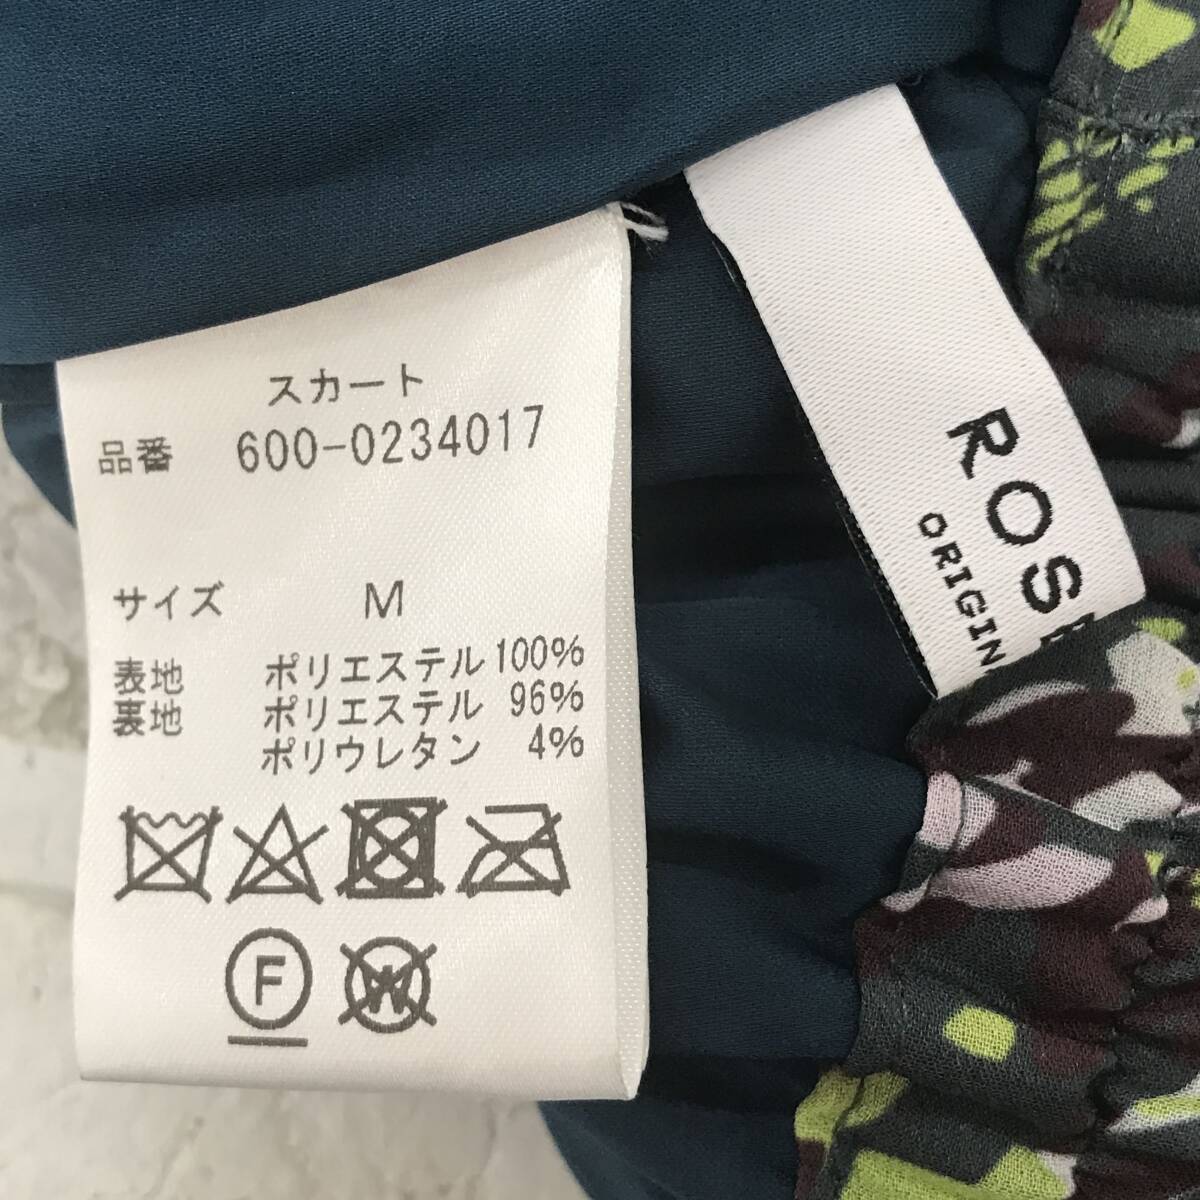 スカート
品番 600-0234017
サイズ M
表地 ポリエステル 100%
裏地 ポリエステル 96%
ポリウレタン 4%
F
W
ROSE
ORIGIN